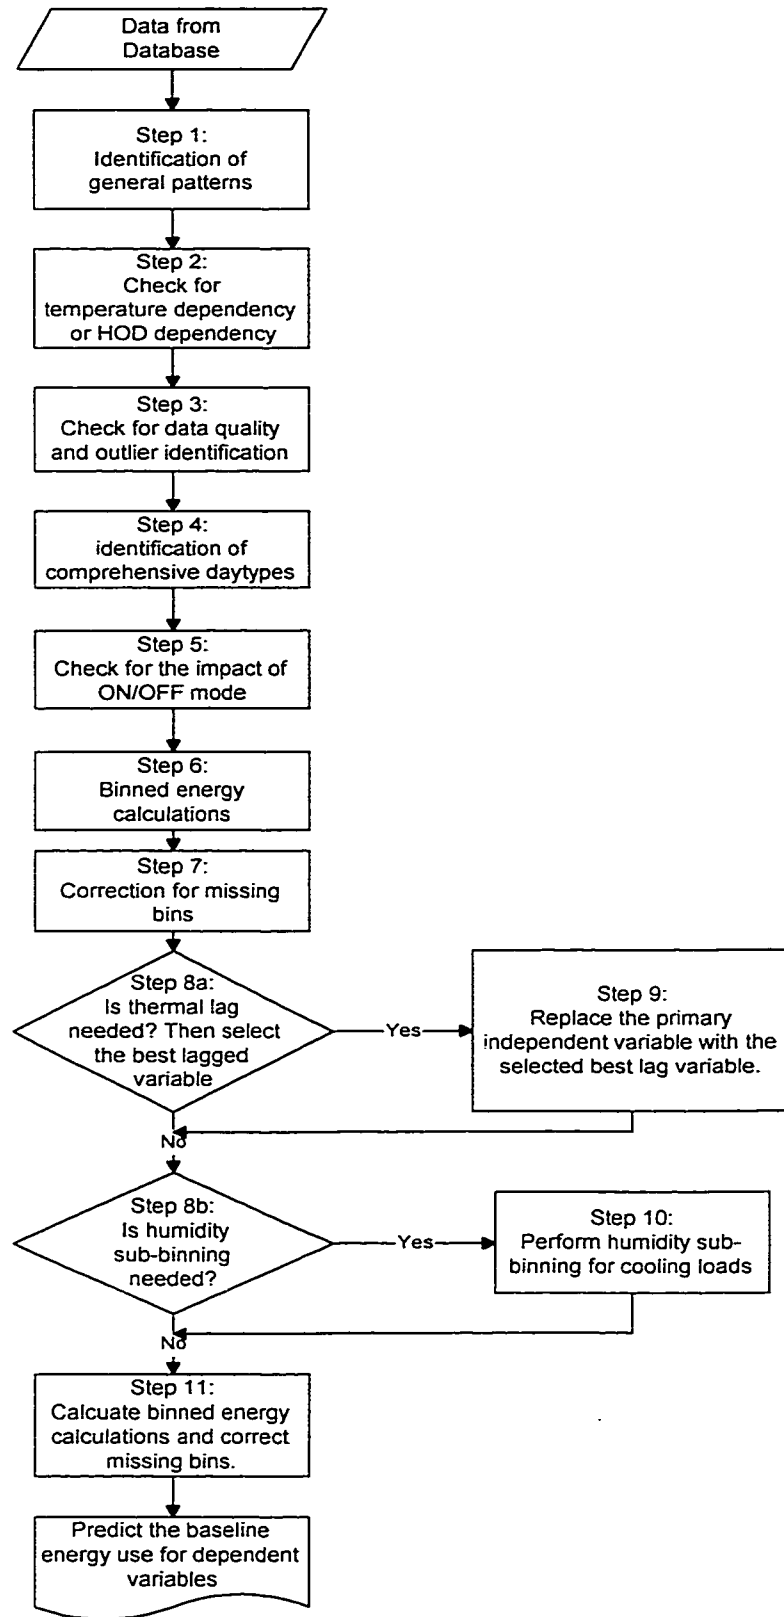 Data from
Database
Step 1:
Identification of
general patterns
Step 2:
Check for
temperature dependency
or HOD dependency
Step 3:
Check for data quality
and outlier identification
Step 4:
identification of
comprehensive daytypes
Step 5:
Check for the impact of
ON/OFF mode
Step 6:
Binned energy
calculations
Step 7:
Correction for missing
bins
Step 8a:
Is thermal lag
needed? Then select
the best lagged
variable
Yes
Step 9:
Replace the primary
independent variable with the
selected best lag variable.
No
Step 8b:
Is humidity
sub-binning
needed?
Yes
Step 10:
Perform humidity sub-
binning for cooling loads
No
Step 11:
Calcuate binned energy
calculations and correct
missing bins.
Predict the baseline
energy use for dependent
variables